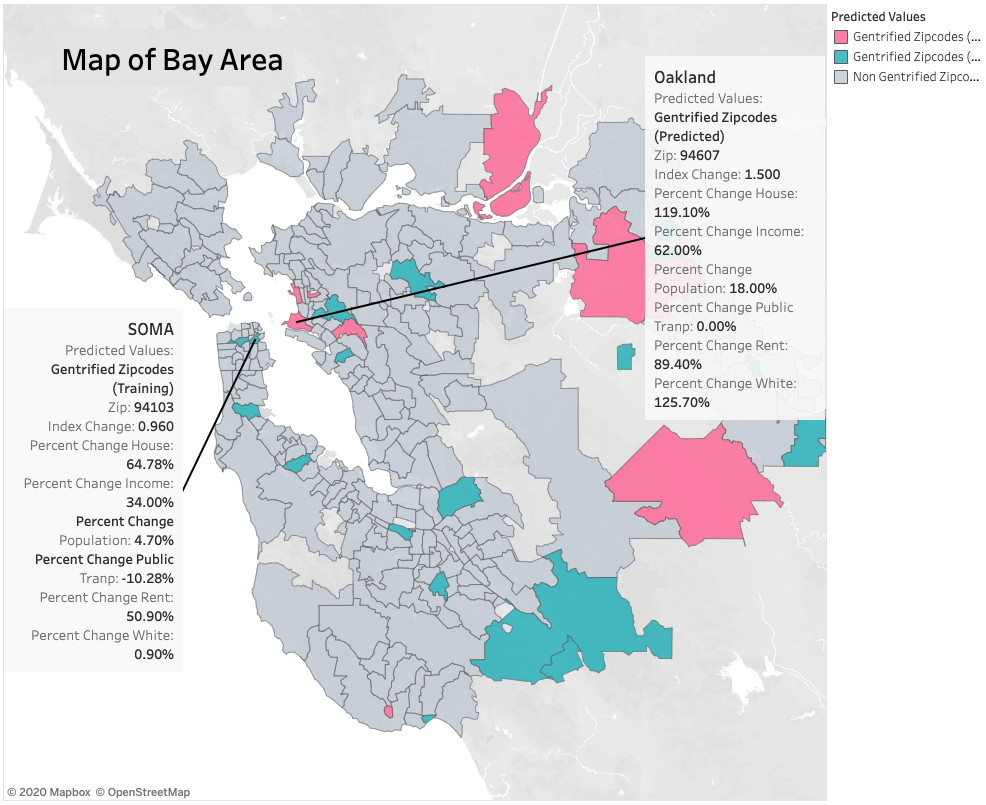 Map of Bay Area
Predicted Values
Gentrified Zipcodes (...
Gentrified Zipcodes (...
Non Gentrified Zipco...
Oakland
Predicted Values:
Gentrified Zipcodes
(Predicted)
Zip: 94607
Index Change: 1.500
Percent Change House:
119.10%
Percent Change Income:
62.00%
Percent Change
Population: 18.00%
Percent Change Public
Tranp: 0.00%
Percent Change Rent:
89.40%
Percent Change White:
125.70%
SOMA
Predicted Values:
Gentrified Zipcodes
(Training)
Zip: 94103
Index Change: 0.960
Percent Change House:
64.78%
Percent Change Income:
34.00%
Percent Change
Population: 4.70%
Percent Change Public
Tranp: -10.28%
Percent Change Rent:
50.90%
Percent Change White:
0.90%
© 2020 Mapbox © OpenStreetMap